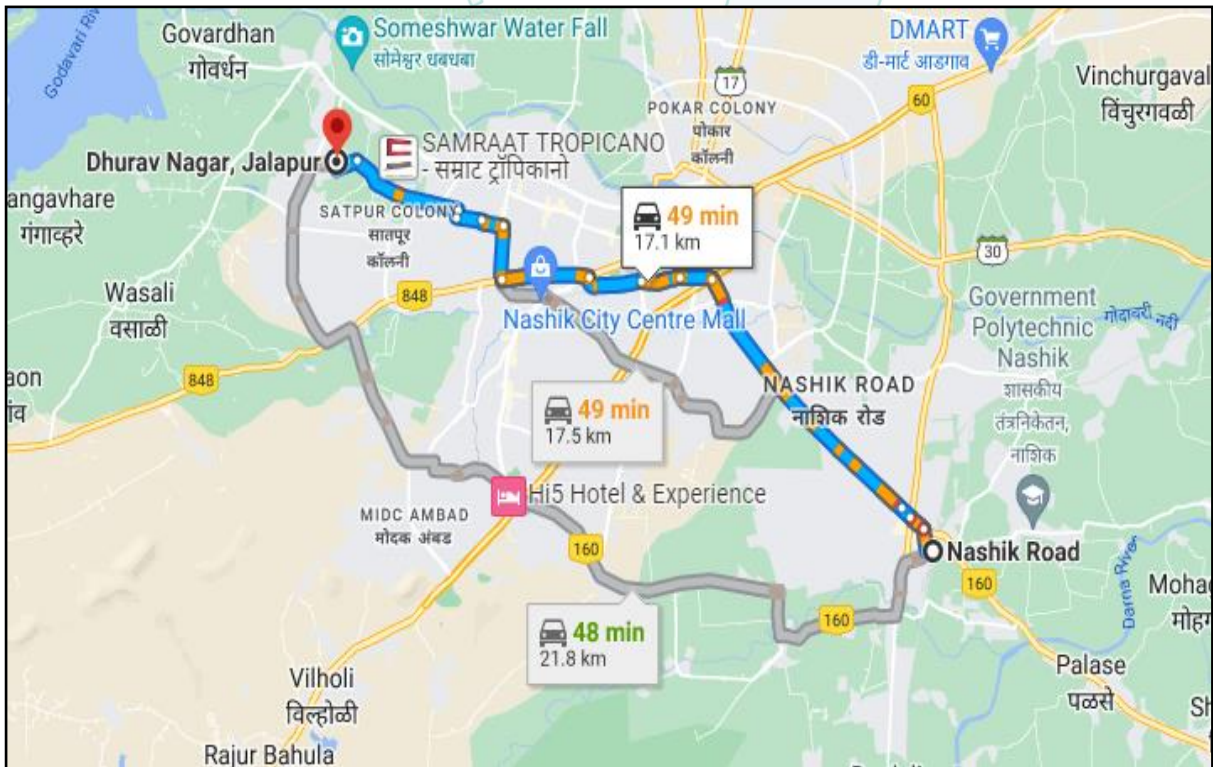 Govardhan
गोवर्धन
Someshwar Water Fall
सोमेश्वर धबधबा
DMART
डी-मार्ट आडगाव
Godavari Riv
17
Vinchurgaval
विंचुरगवळी
60
POKAR COLONY
पोकार
कॉलनी
Dhurav Nagar, Jalapur
SAMRAAT TROPICANO
- सम्राट ट्रॉपिकानो
angavhare
गंगाव्हरे
SATPUR COLONY
सातपूर
कॉलनी
49 min
17.1 km
30
Wasali
वसाळी
848
Nashik City Centre Mall
Government
Polytechnic
Nashik
शासकीय
तंत्रनिकेतन,
नाशिक
गोदावरी नदी
aon
गांव
848
49 min
17.5 km
NASHIK ROAD
नाशिक रोड
Hi5 Hotel & Experience
MIDC AMBAD
मोदक अंबड
160
Nashik Road
160
Darna River
Moha
मोहग
160
48 min
21.8 km
Vilholi
विल्होळी
Palase
पळसे
Sh
Rajur Bahula